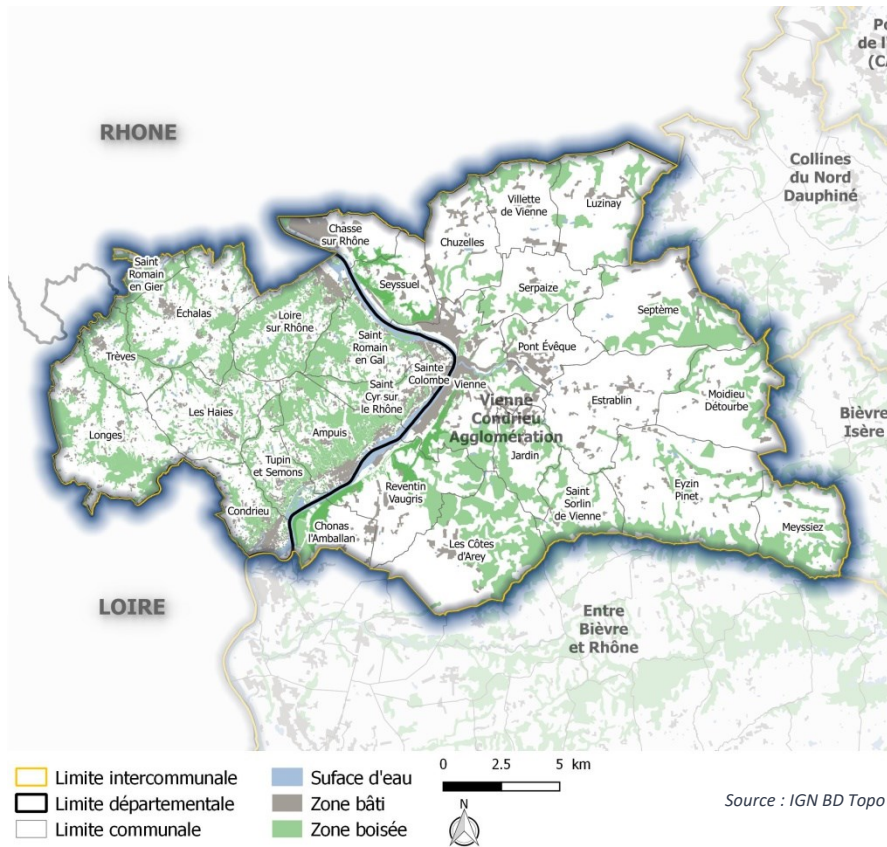 RHONE
Po
de l'I
(CA
Collines
du Nord
Dauphiné
Villette
de Vienne
Luzinay
Chasse
sur Rhône
Chuzelles
Saint
Romain
en Gier
Seyssuel
Serpaize
Échalas
Loire
sur Rhône
Septème
Saint
Romain
en Gal
Pont Évêque
Trèves
Sainte
Colombe
Vienne
Saint
Cyr sur
le Rhône
Moidieu
Détourbe
Les Haies
Vienne
Condrieu
Agglomération
Estrablin
Bièvre
Isère
Longes
Ampuis
Tupin
et Semons
Jardin
Reventin
Vaugris
Saint
Sorlin
de Vienne
Eyzin
Pinet
Condrieu
Chonas
l'Amballan
Meyssiez
Les Côtes
d'Arey
LOIRE
Entre
Bièvre
et Rhône
Limite intercommunale
Limite départementale
Limite communale
Suface d'eau
Zone bâti
Zone boisée
0 2.5 5 km
N
Source : IGN BD Topo